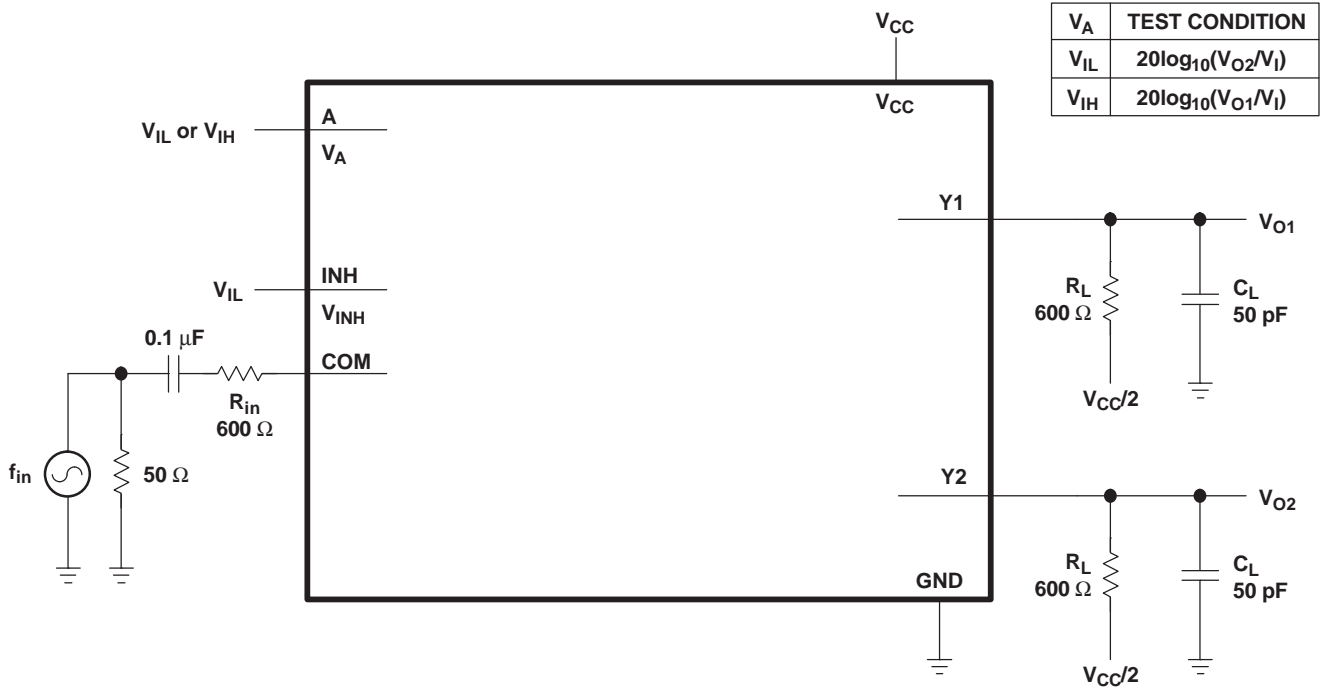 VCC
VA TEST CONDITION
VIL 20log10(VO2/VI)
VIH 20log10(VO1/VI)
VCC
VIL or VIH
A
VA
Y1
VO1
INH
VIL
VINH
RL
600 Ω
CL
50 pF
0.1 µF
COM
Rin
600 Ω
VCC/2
fin
50 Ω
Y2
VO2
RL
600 Ω
CL
50 pF
GND
VCC/2